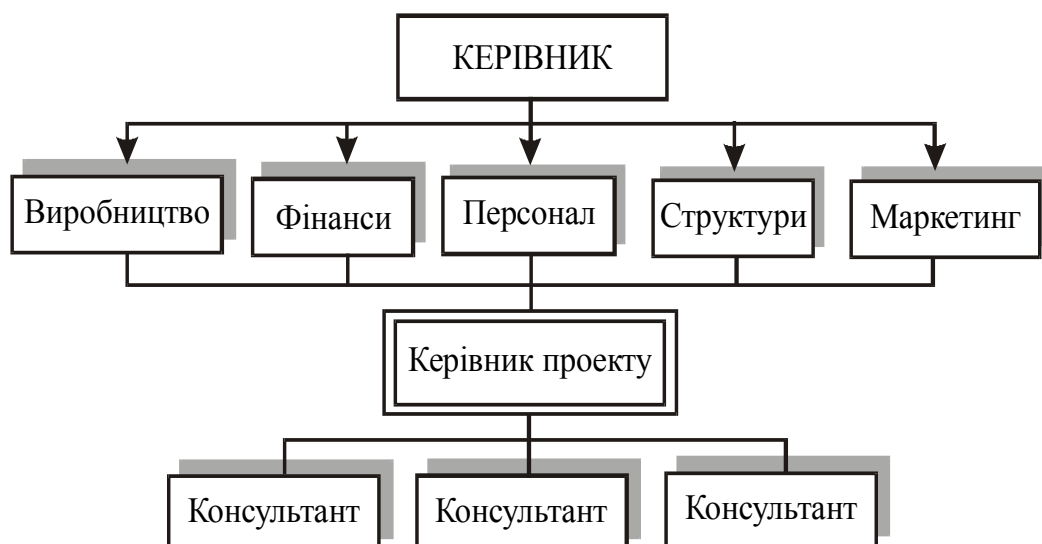 КЕРІВНИК
Виробництво
Фінанси
Персонал
Структури
Маркетинг
Керівник проекту
Консультант
Консультант
Консультант